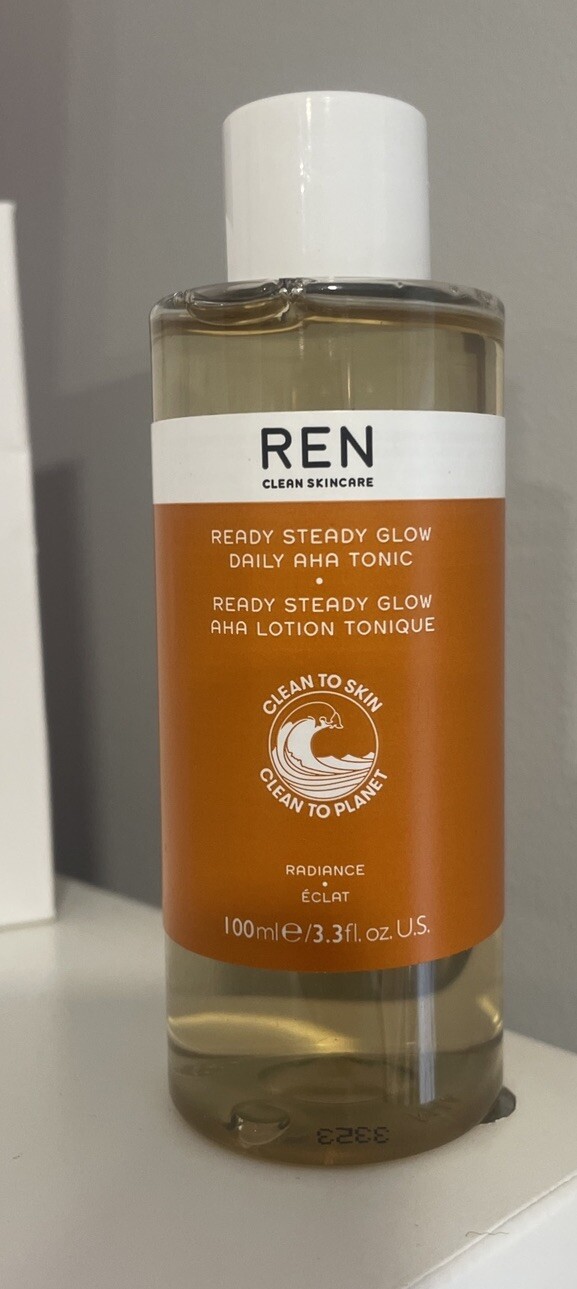 REN
CLEAN SKINCARE
READY STEADY GLOW
DAILY AHA TONIC
•
READY STEADY GLOW
AHA LOTION TONIQUE
CLEAN TO SKIN
CLEAN TO PLANET
RADIANCE
•
ÉCLAT
100ml℮/3.3fl. oz. U.S.